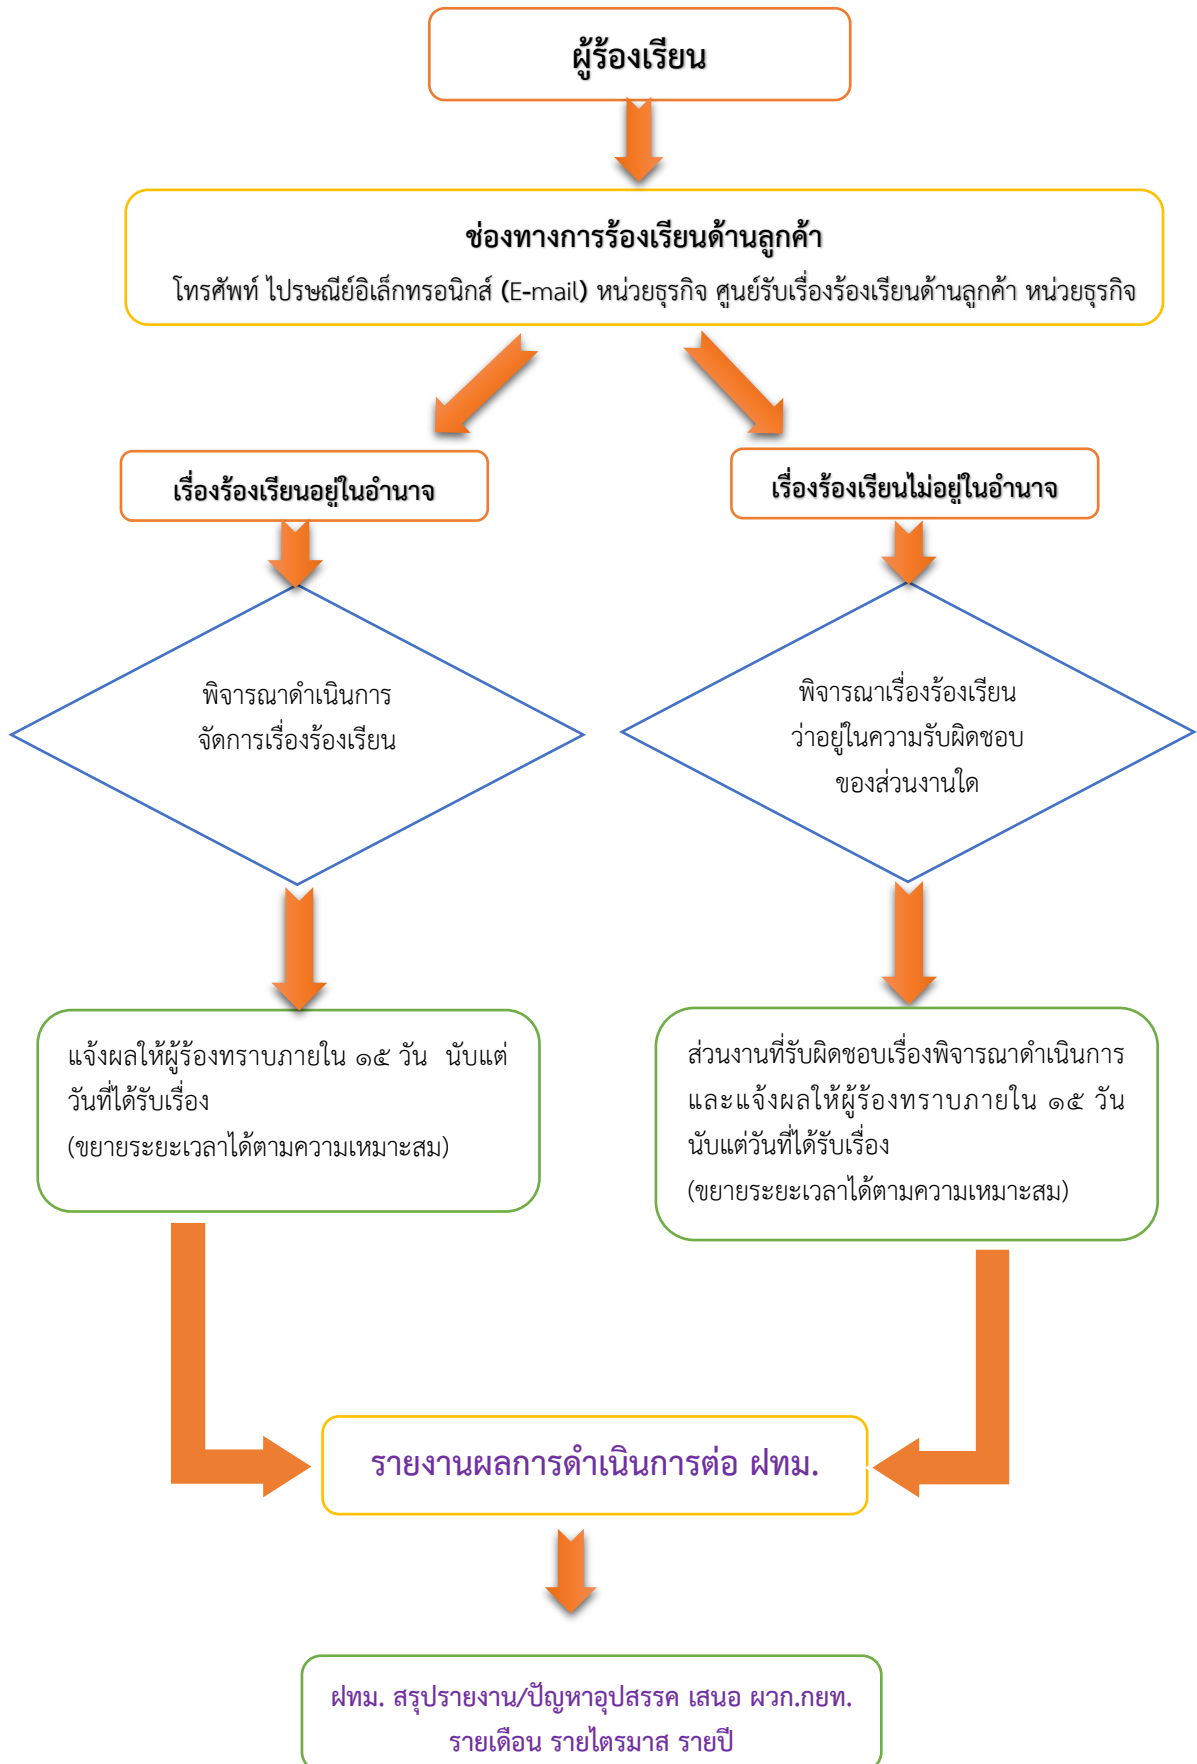 ผู้ร้องเรียน
ช่องทางการร้องเรียนด้านลูกค้า
โทรศัพท์ ไปรษณีย์อิเล็กทรอนิกส์ (E-mail) หน่วยธุรกิจ ศูนย์รับเรื่องร้องเรียนด้านลูกค้า หน่วยธุรกิจ
เรื่องร้องเรียนอยู่ในอำนาจ
เรื่องร้องเรียนไม่อยู่ในอำนาจ
พิจารณาดำเนินการ
จัดการเรื่องร้องเรียน
พิจารณาเรื่องร้องเรียน
ว่าอยู่ในความรับผิดชอบ
ของส่วนงานใด
แจ้งผลให้ผู้ร้องทราบภายใน ๑๕ วัน นับแต่
วันที่ได้รับเรื่อง
(ขยายระยะเวลาได้ตามความเหมาะสม)
ส่วนงานที่รับผิดชอบเรื่องพิจารณาดำเนินการ
และแจ้งผลให้ผู้ร้องทราบภายใน ๑๕ วัน
นับแต่วันที่ได้รับเรื่อง
(ขยายระยะเวลาได้ตามความเหมาะสม)
รายงานผลการดำเนินการต่อ ฝทม.
ฝทม. สรุปรายงาน/ปัญหาอุปสรรค เสนอ ผวก.กยท.
รายเดือน รายไตรมาส รายปี